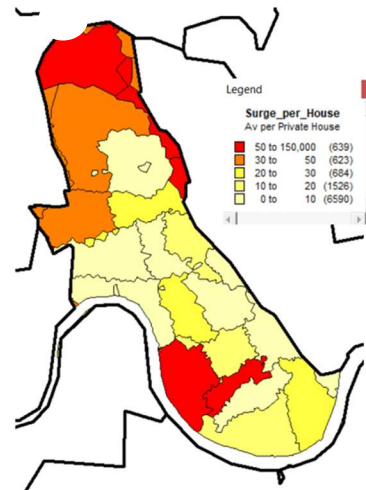 Legend
Surge_per_House
Av per Private House
50 to 150,000 (639)
30 to 50 (623)
20 to 30 (684)
10 to 20 (1526)
0 to 10 (6590)